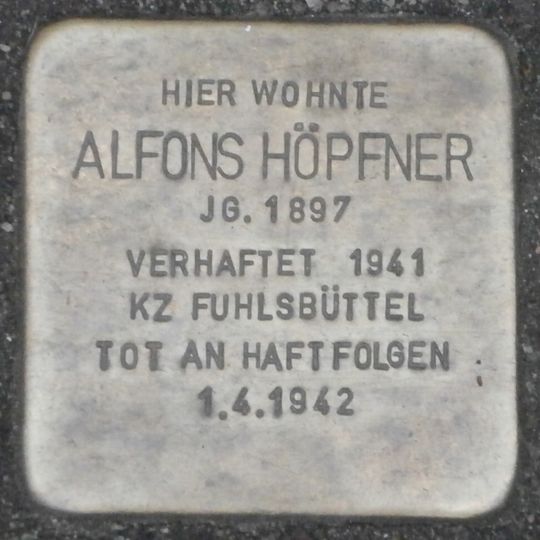 HIER WOHNTE
ALFONS HÖPFNER
JG. 1897
VERHAFTET 1941
KZ FUHLSBÜTTEL
TOT AN HAFTFOLGEN
1.4.1942